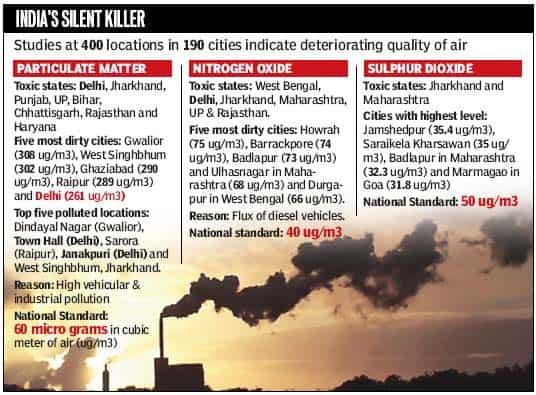 INDIA'S SILENT KILLER
Studies at 400 locations in 190 cities indicate deteriorating quality of air
PARTICULATE MATTER
Toxic states: Delhi, Jharkhand,
Punjab, UP, Bihar,
Chhattisgarh, Rajasthan and
Haryana
Five most dirty cities: Gwalior
(308 ug/m3), West Singhbhum
(302 ug/m3), Ghaziabad (290
ug/m3), Raipur (289 ug/m3)
and Delhi (261 ug/m3)
Top five polluted locations:
Dindayal Nagar (Gwalior),
Town Hall (Delhi), Sarora
(Raipur), Janakpuri (Delhi) and
West Singhbhum, Jharkhand.
Reason: High vehicular &
industrial pollution
National Standard:
60 micro grams in cubic
meter of air (ug/m3)
NITROGEN OXIDE
Toxic states: West Bengal,
Delhi, Jharkhand, Maharashtra,
UP & Rajasthan.
Five most dirty cities: Howrah
(75 ug/m3), Barrackpore (74
ug/m3), Badlapur (73 ug/m3)
and Ulhasnagar in Maha-
rashtra (68 ug/m3) and Durga-
pur in West Bengal (66 ug/m3).
Reason: Flux of diesel vehicles.
National standard: 40 ug/m3
SULPHUR DIOXIDE
Toxic states: Jharkhand and
Maharashtra
Cities with highest level:
Jamshedpur (35.4 ug/m3),
Saraikela Kharsawan (35 ug/
m3), Badlapur in Maharashtra
(32.3 ug/m3) and Marmagao in
Goa (31.8 ug/m3)
National Standard: 50 ug/m3